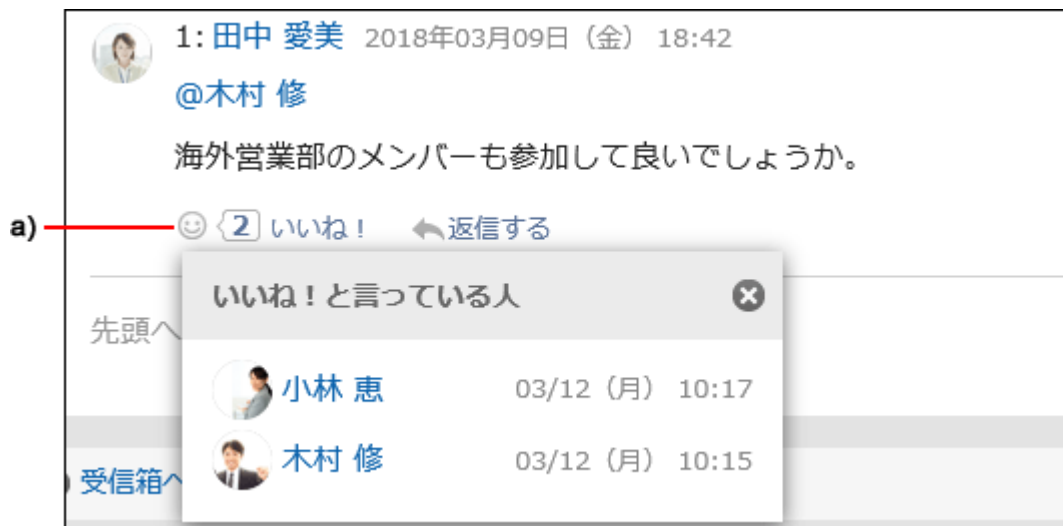 1: 田中 愛美 2018年03月09日（金） 18:42
@木村 修
海外営業部のメンバーも参加して良いでしょうか。
a)
2 いいね！ 返信する
いいね！と言っている人
先頭へ
小林 恵 03/12（月） 10:17
木村 修 03/12（月） 10:15
受信箱へ